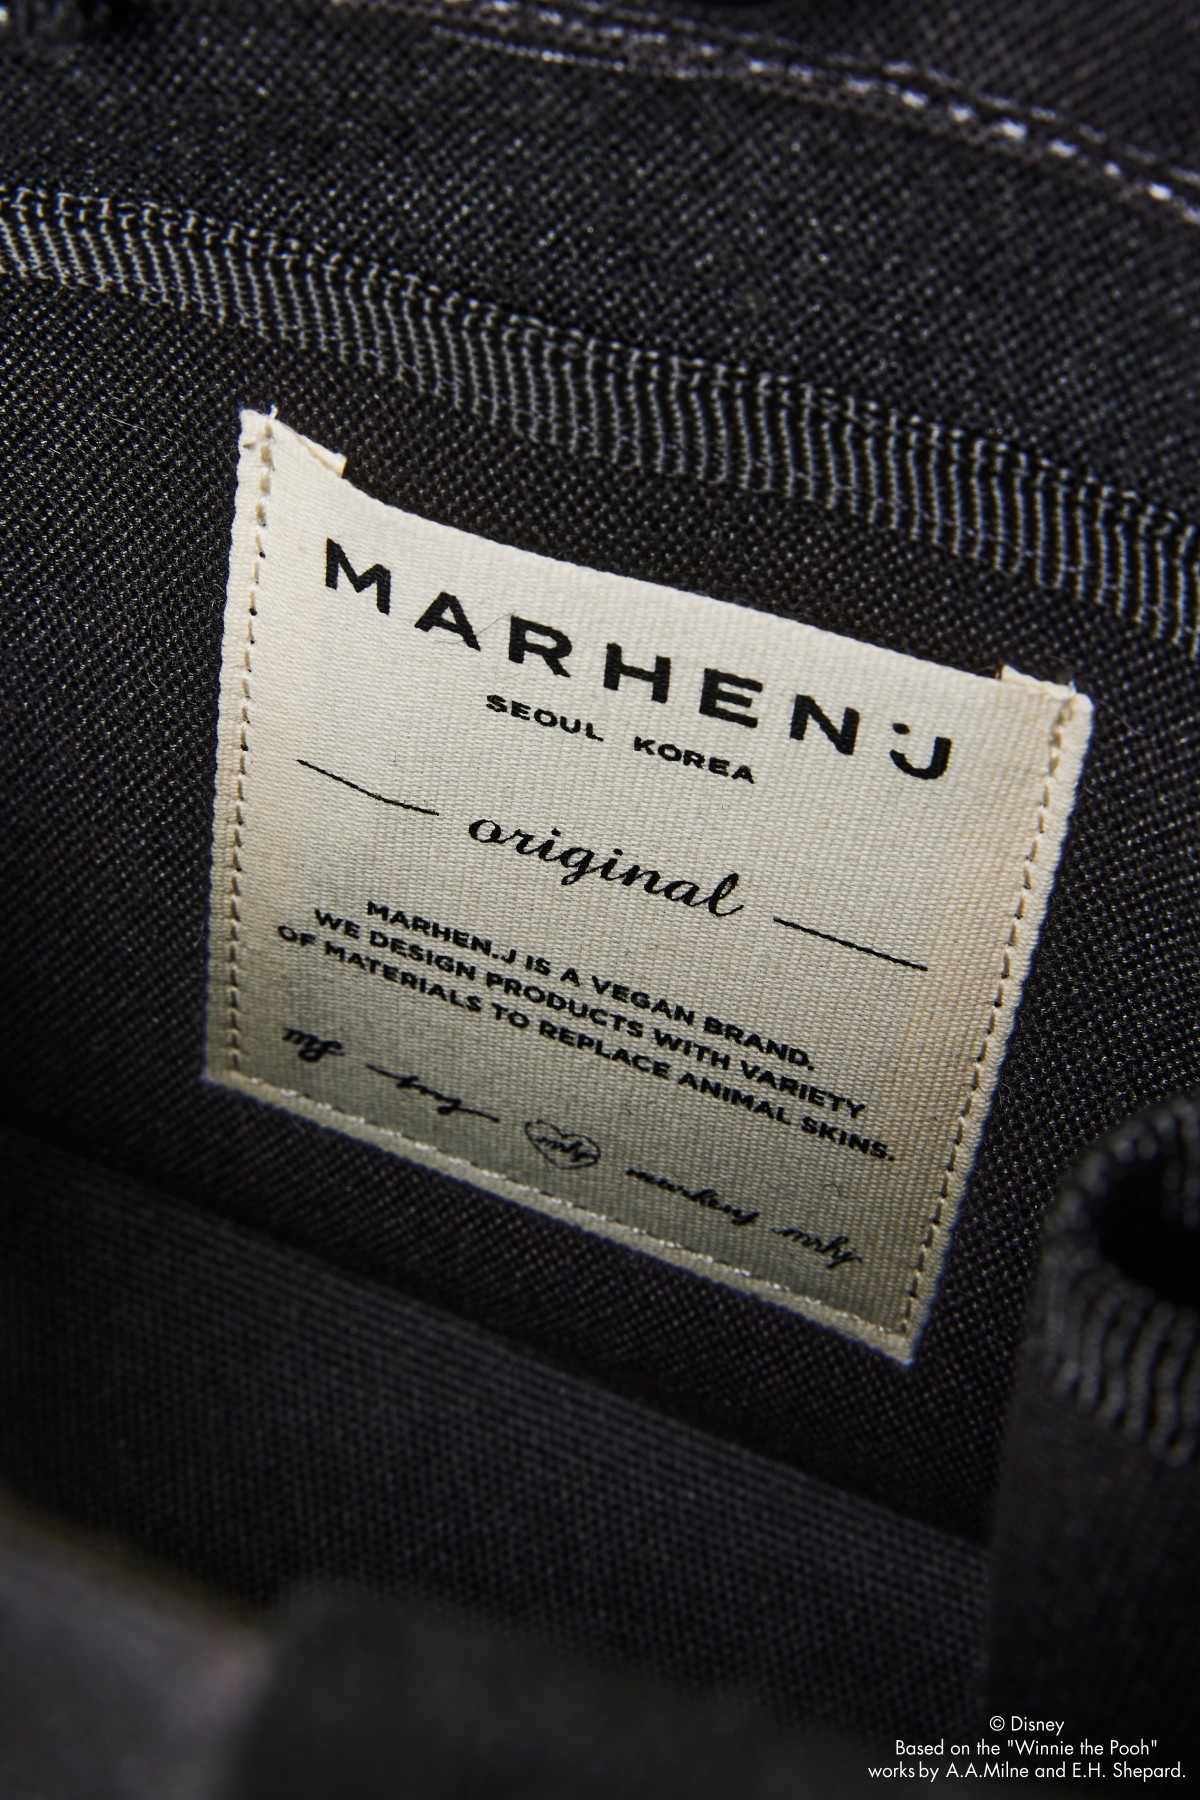 MARHEN.J
SEOUL KOREA
original
MARHEN.J IS A VEGAN BRAND.
WE DESIGN PRODUCTS WITH VARIETY
OF MATERIALS TO REPLACE ANIMAL SKINS.
© Disney
Based on the "Winnie the Pooh"
works by A.A.Milne and E.H. Shepard.